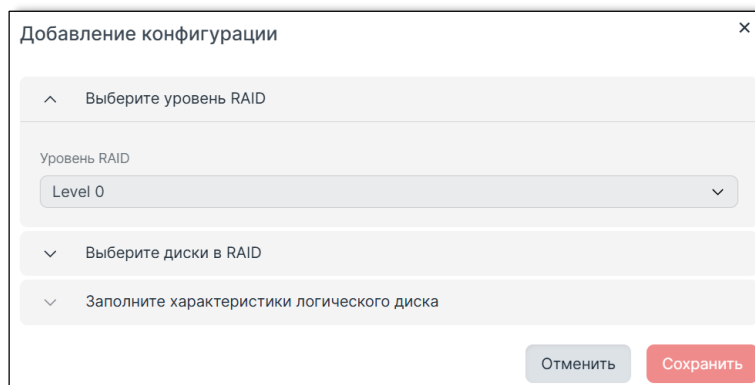 Добавление конфигурации
Выберите уровень RAID
Уровень RAID
Level 0
Выберите диски в RAID
Заполните характеристики логического диска
Отменить Сохранить